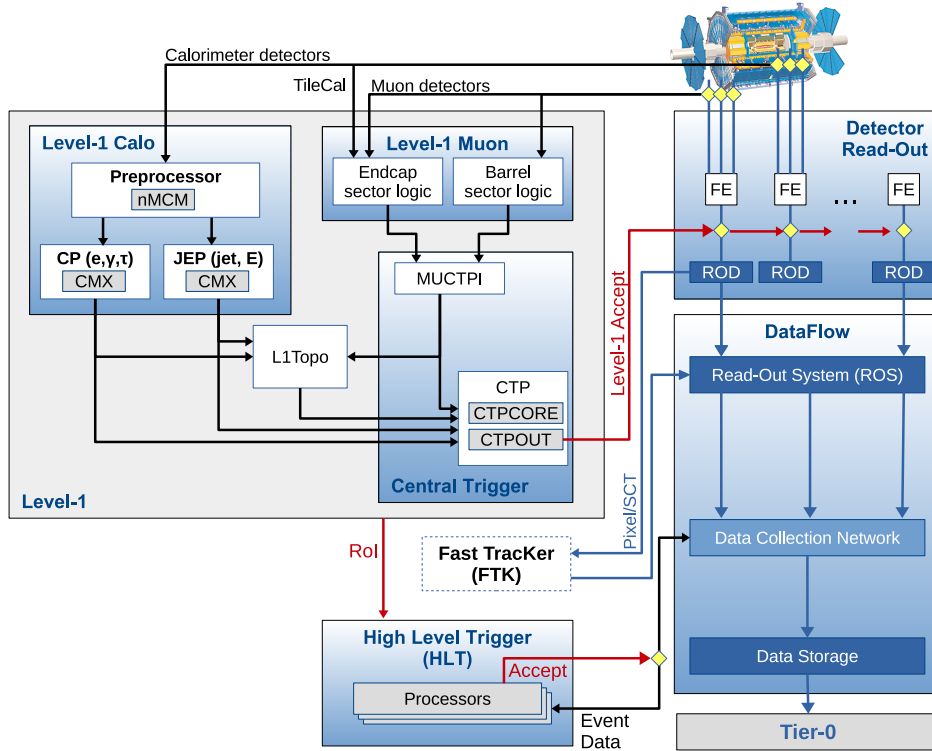 Calorimeter detectors
TileCal
Muon detectors
Level-1 Calo
Preprocessor
nMCM
CP (e,γ,τ)
CMX
JEP (jet, E)
CMX
Level-1 Muon
Endcap
sector logic
Barrel
sector logic
MUCTPI
L1Topo
CTP
CTPCORE
CTPOUT
Central Trigger
Level-1
Level-1 Accept
Detector
Read-Out
FE
FE
...
FE
ROD
ROD
ROD
DataFlow
Read-Out System (ROS)
Pixel/SCT
Data Collection Network
Data Storage
Tier-0
RoI
Fast TracKer
(FTK)
High Level Trigger
(HLT)
Accept
Processors
Event
Data